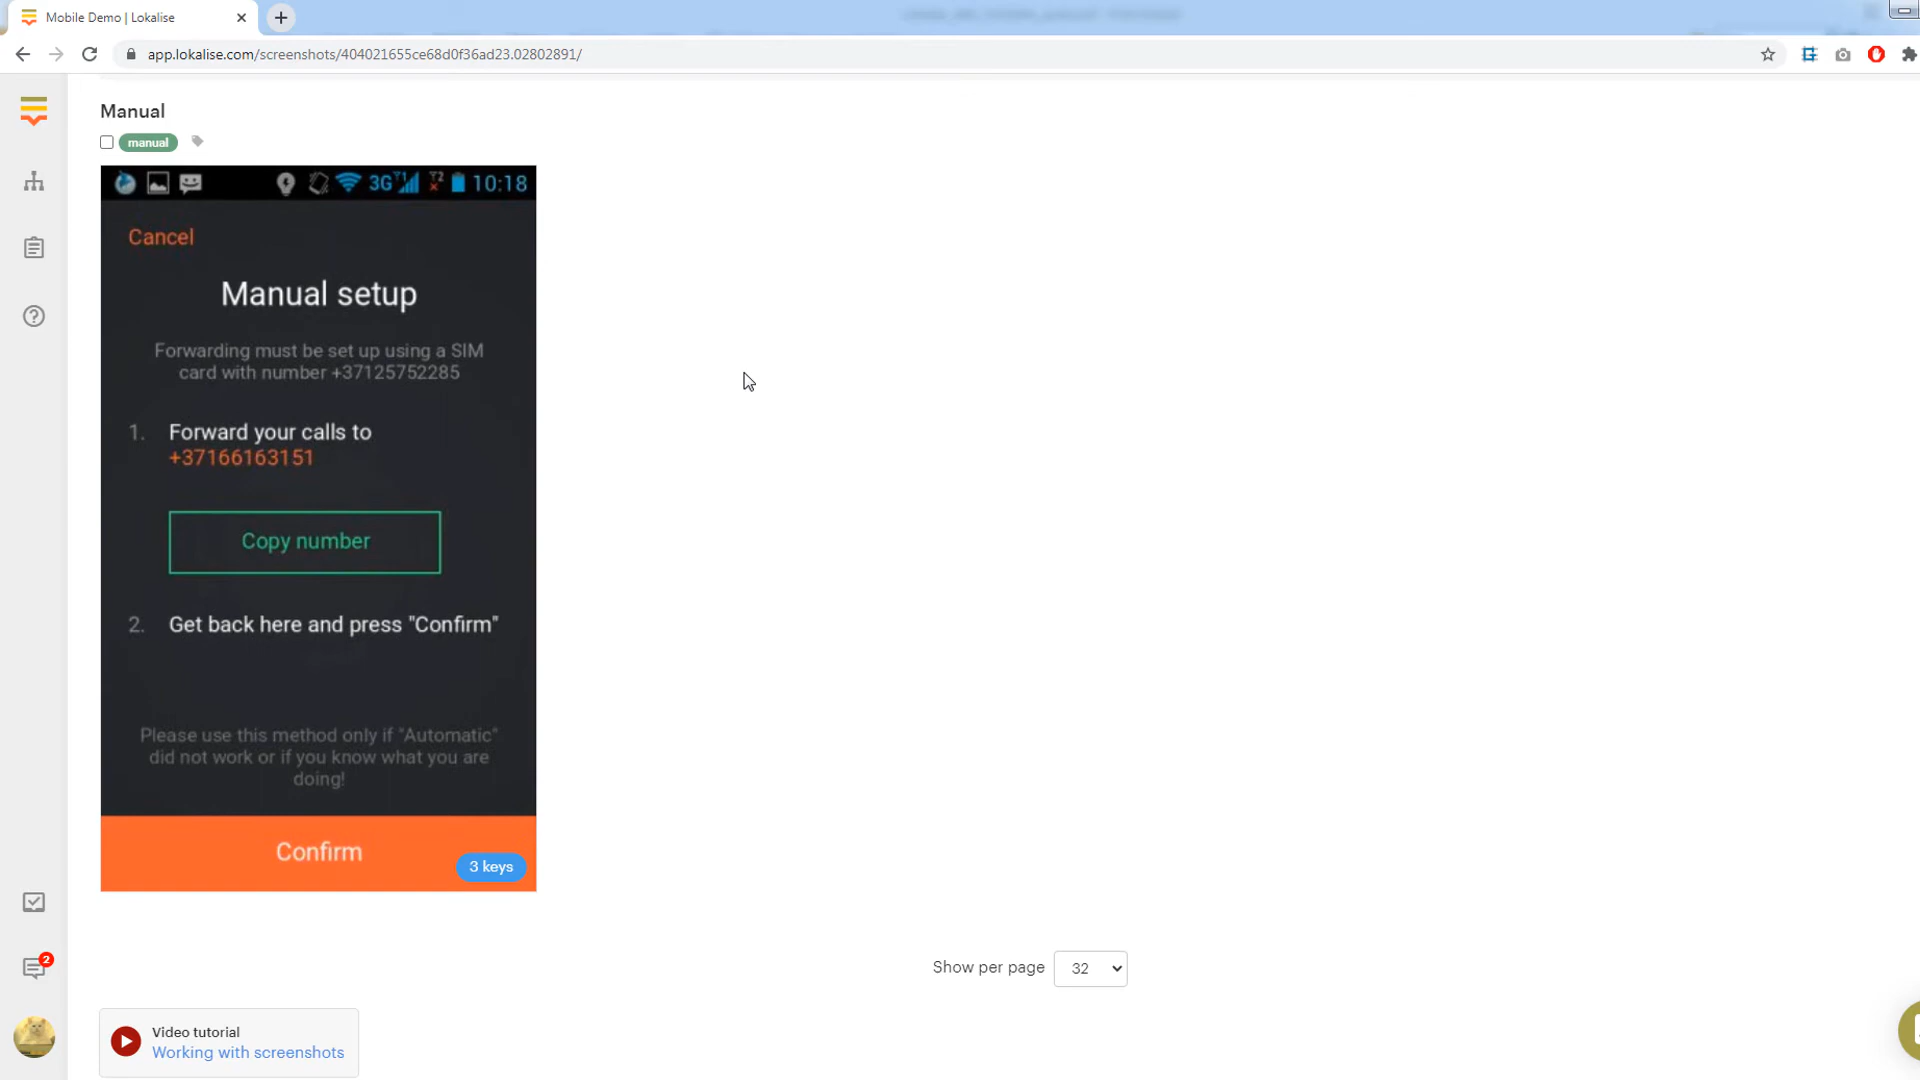 Mobile Demo | Lokalise
app.lokalise.com/screenshots/404021655ce68d0f36ad23.02802891/
Manual
manual
3G 10:18
Cancel
Manual setup
Forwarding must be set up using a SIM
card with number +37125752285
1. Forward your calls to
+37166163151
Copy number
2. Get back here and press "Confirm"
Please use this method only if "Automatic"
did not work or if you know what you are
doing!
Confirm
3 keys
Show per page 32
2
Video tutorial
Working with screenshots